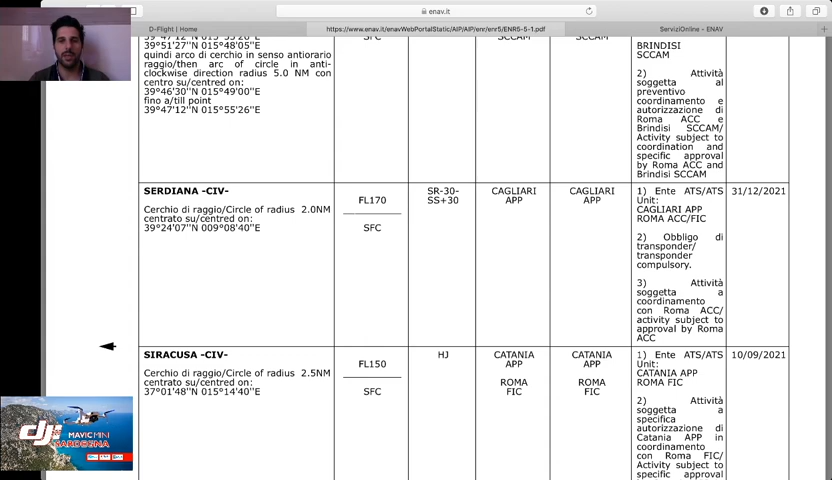 enav.it
D-Flight | Home
https://www.enav.it/enavWebPortalStatic/AIP/AIP/enr/enr5/ENR5-5-1.pdf
ServiziOnline - ENAV
39°51'27''N 015°48'05''E
quindi arco di cerchio in senso antiorario
raggio/then arc of circle in anti-
clockwise direction radius 5.0 NM con
centro su/centred on:
39°46'30''N 015°49'00''E
fino a/till point
39°47'12''N 015°55'26''E
SFC
SCCAM
SCCAM
BRINDISI
SCCAM
2) Attività
soggetta al
preventivo
coordinamento e
autorizzazione di
Roma ACC e
Brindisi SCCAM/
Activity subject to
coordination and
specific approval
by Roma ACC and
Brindisi SCCAM
SERDIANA -CIV-
Cerchio di raggio/Circle of radius 2.0NM
centrato su/centred on:
39°24'07''N 009°08'40''E
FL170
SFC
SR-30-
SS+30
CAGLIARI
APP
CAGLIARI
APP
1) Ente ATS/ATS
Unit:
CAGLIARI APP
ROMA ACC/FIC
2) Obbligo di
transponder/
transponder
compulsory.
3) Attività
soggetta a
coordinamento
con Roma ACC/
activity subject to
approval by Roma
ACC
31/12/2021
SIRACUSA -CIV-
Cerchio di raggio/Circle of radius 2.5NM
centrato su/centred on:
37°01'48''N 015°14'40''E
FL150
SFC
HJ
CATANIA
APP
ROMA
FIC
CATANIA
APP
ROMA
FIC
1) Ente ATS/ATS
Unit:
CATANIA APP
ROMA FIC
2) Attività
soggetta a
specifica
autorizzazione di
Catania APP in
coordinamento
con Roma FIC/
Activity subject to
specific approval
10/09/2021
dji
MAVIC MINI
SARDEGNA